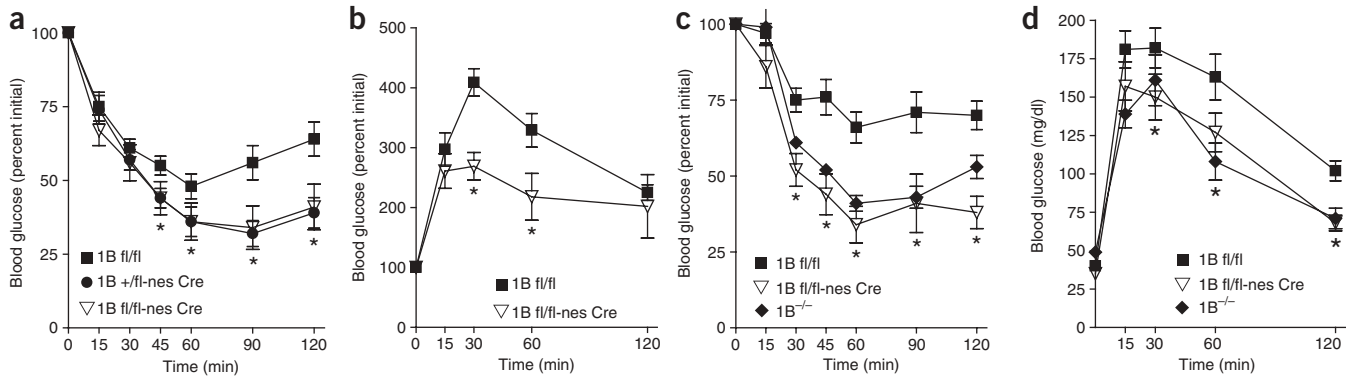 a
Blood glucose (percent initial)
100
75
50
25
0
0 15 30 45 60 90 120
Time (min)
1B fl/fl
1B +/fl-nes Cre
1B fl/fl-nes Cre
* * * *
b
Blood glucose (percent initial)
500
400
300
200
100
0
0 15 30 60 120
Time (min)
1B fl/fl
1B fl/fl-nes Cre
* *
c
Blood glucose (percent initial)
100
75
50
25
0
0 15 30 45 60 90 120
Time (min)
1B fl/fl
1B fl/fl-nes Cre
1B–/–
* * * * *
d
Blood glucose (mg/dl)
200
175
150
125
100
75
50
25
0
15 30 60 120
Time (min)
1B fl/fl
1B fl/fl-nes Cre
1B–/–
* * *